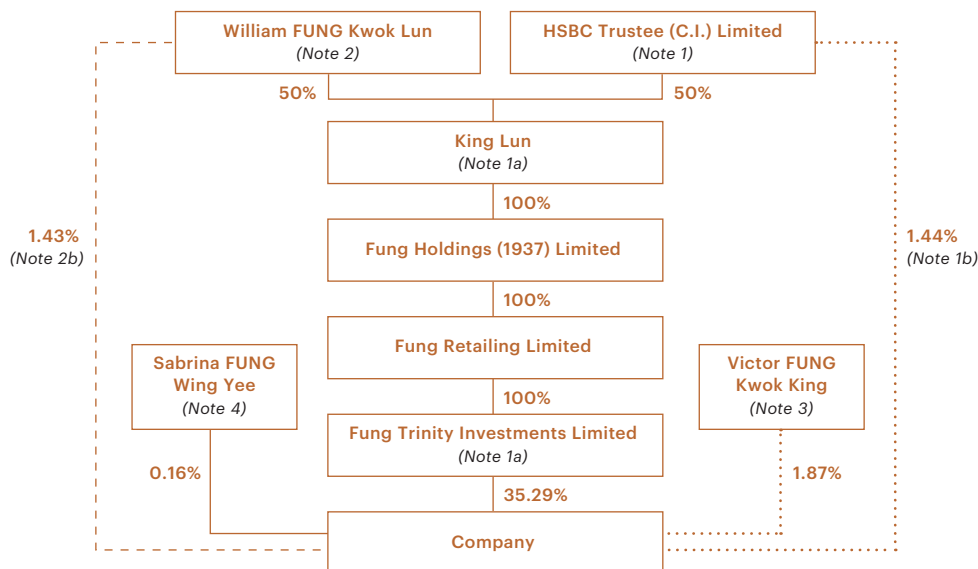 William FUNG Kwok Lun
(Note 2)
HSBC Trustee (C.I.) Limited
(Note 1)
50%
50%
King Lun
(Note 1a)
100%
1.43%
(Note 2b)
Fung Holdings (1937) Limited
1.44%
(Note 1b)
100%
Fung Retailing Limited
Sabrina FUNG
Wing Yee
(Note 4)
Victor FUNG
Kwok King
(Note 3)
100%
Fung Trinity Investments Limited
(Note 1a)
0.16%
1.87%
35.29%
Company